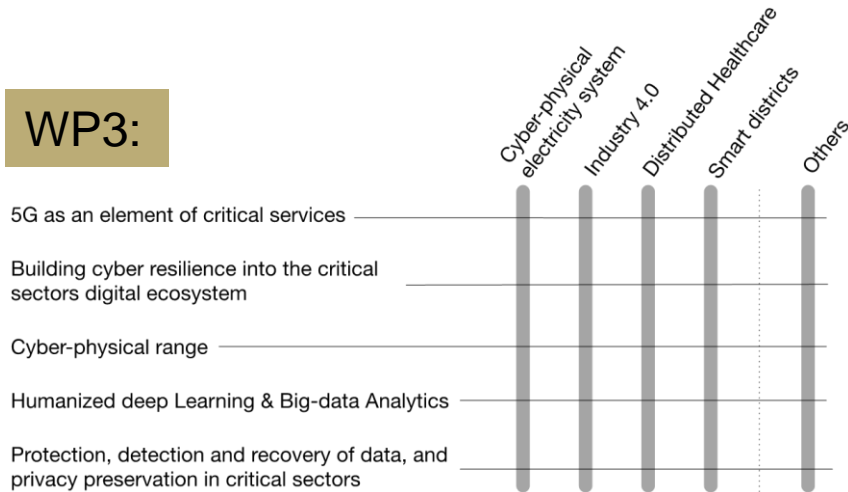 WP3:
Cyber-physical
electricity system
Industry 4.0
Distributed Healthcare
Smart districts
Others
5G as an element of critical services
Building cyber resilience into the critical
sectors digital ecosystem
Cyber-physical range
Humanized deep Learning & Big-data Analytics
Protection, detection and recovery of data, and
privacy preservation in critical sectors